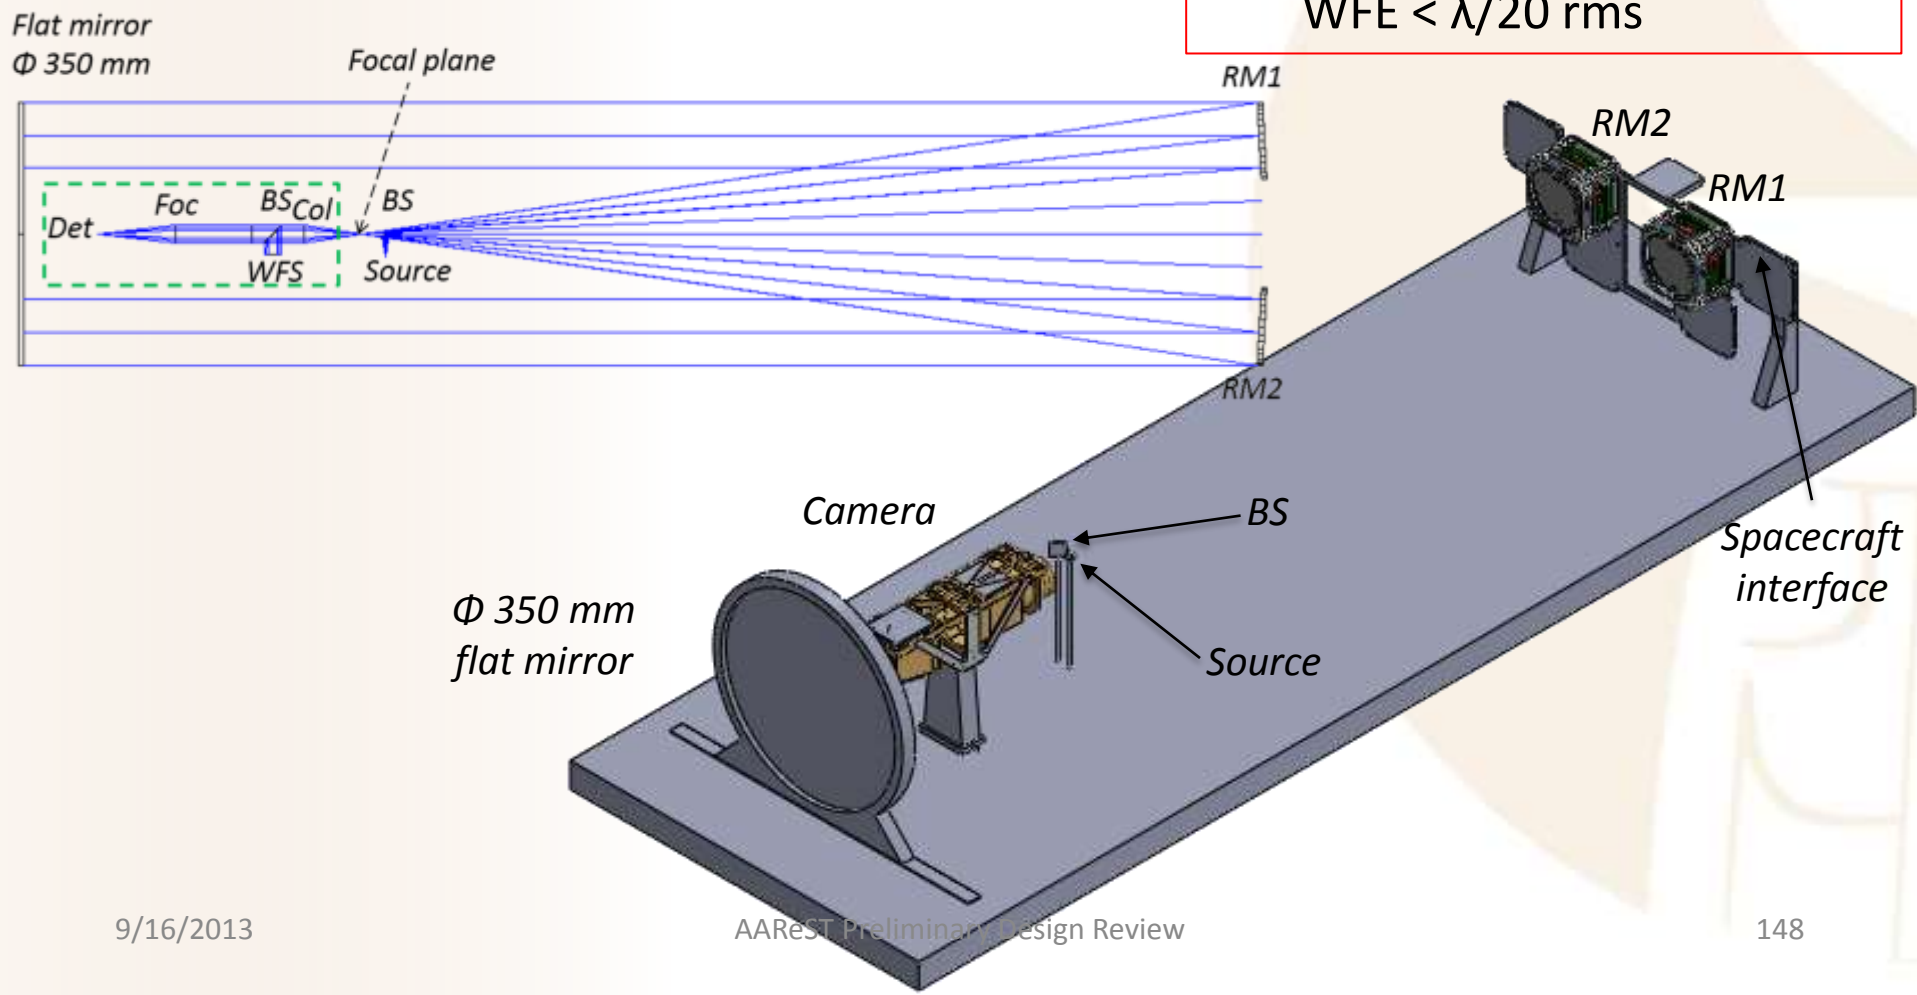 WFE < λ/20 rms
Flat mirror
Φ 350 mm
Focal plane
RM1
Foc
BS
Col
BS
Det
WFS
Source
RM2
RM2
RM1
Camera
BS
Spacecraft
interface
Φ 350 mm
flat mirror
Source
9/16/2013
AAReST Preliminary Design Review
148